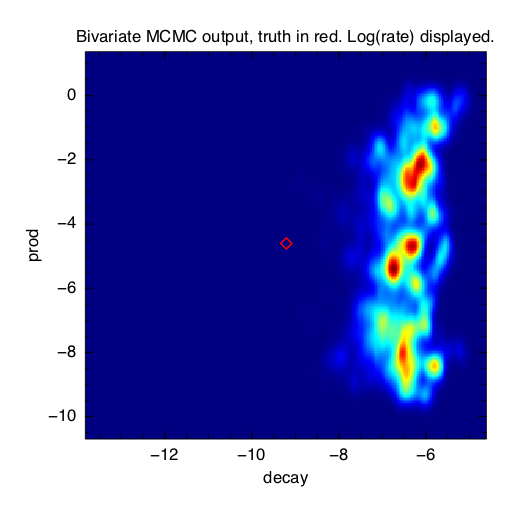 Bivariate MCMC output, truth in red. Log(rate) displayed.
0
−2
−4
−6
−8
−10
prod
−12 −10 −8 −6
decay